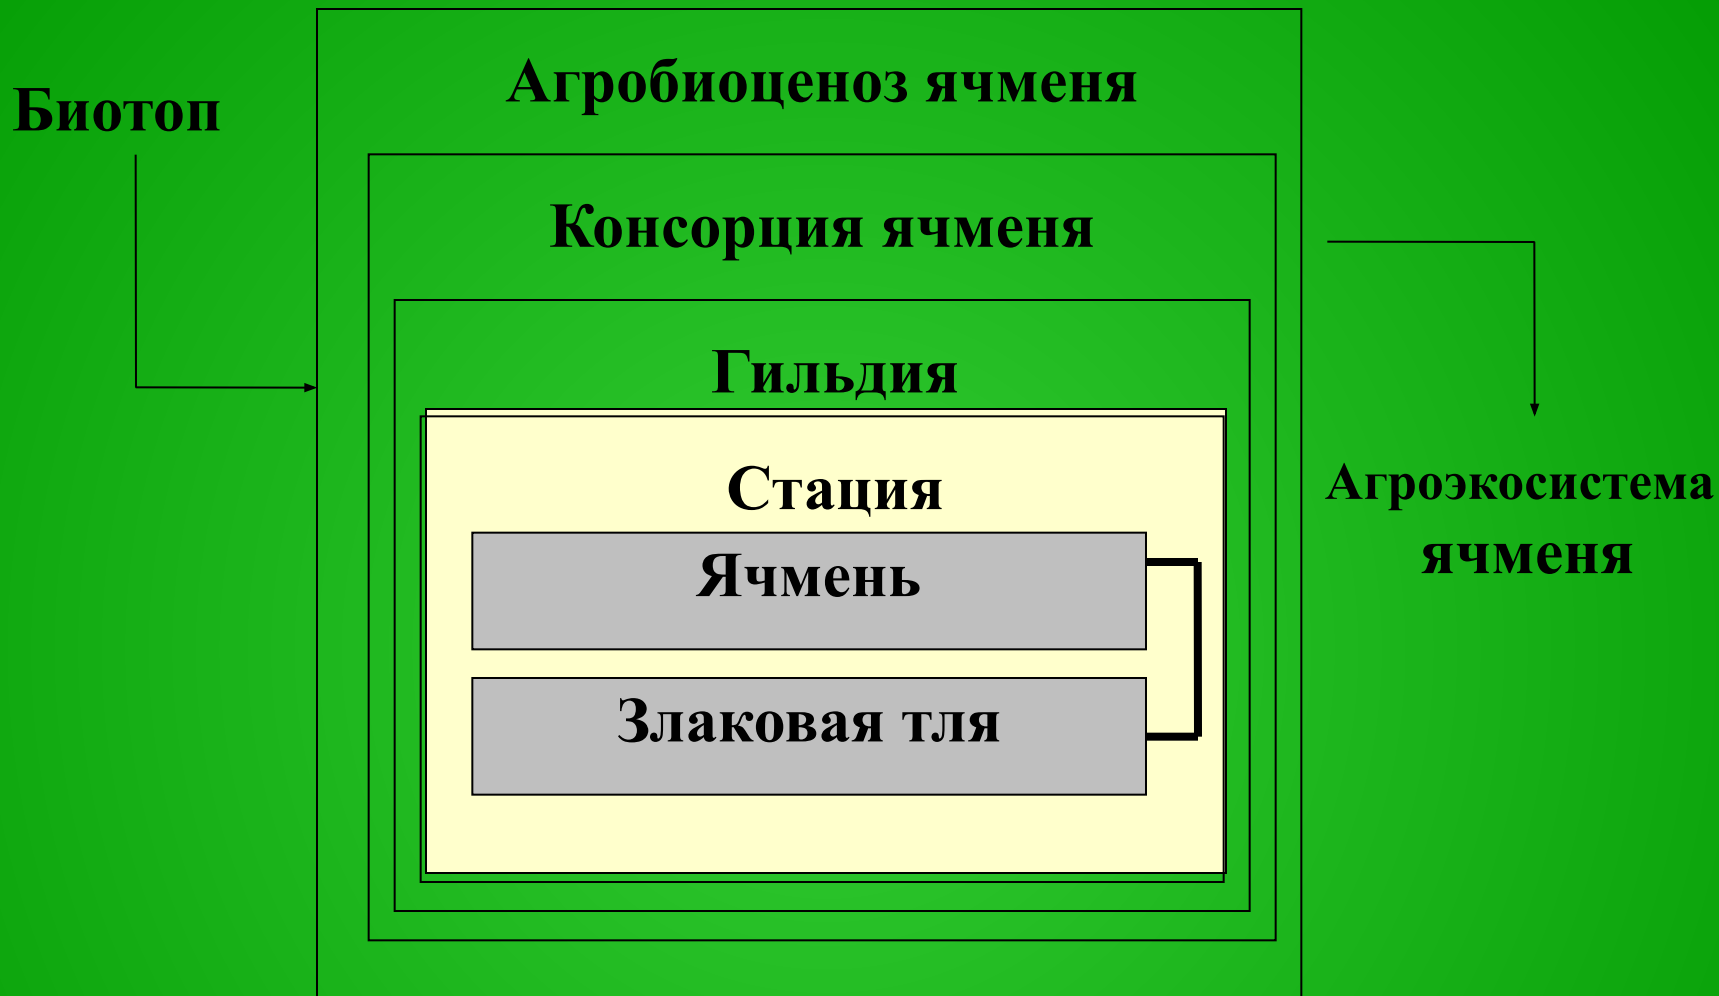 Биотоп
Агробиоценоз ячменя
Консорция ячменя
Гильдия
Стация
Ячмень
Злаковая тля
Агроэкосистема
ячменя